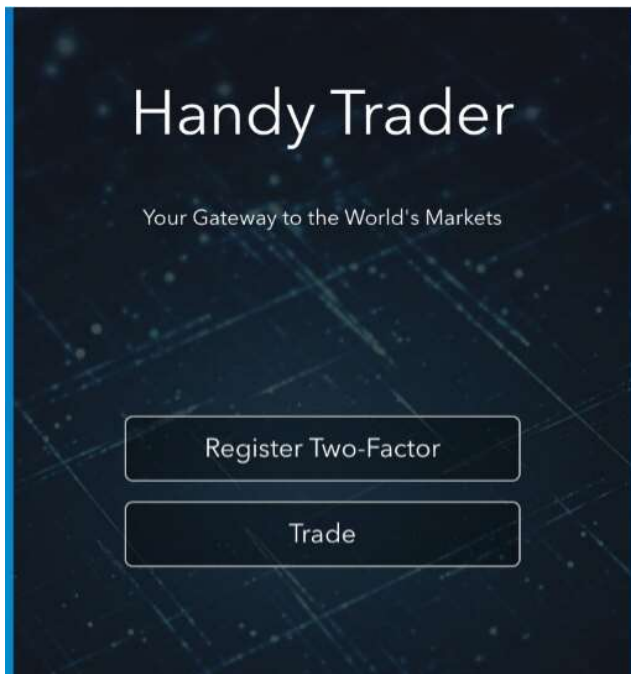 Handy Trader
Your Gateway to the World's Markets
Register Two-Factor
Trade